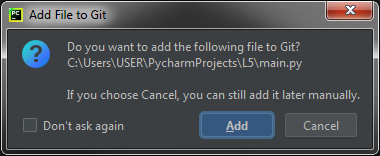 PC
Add File to Git
Do you want to add the following file to Git?
C:\Users\USER\PycharmProjects\L5\main.py
If you choose Cancel, you can still add it later manually.
Don't ask again
Add
Cancel